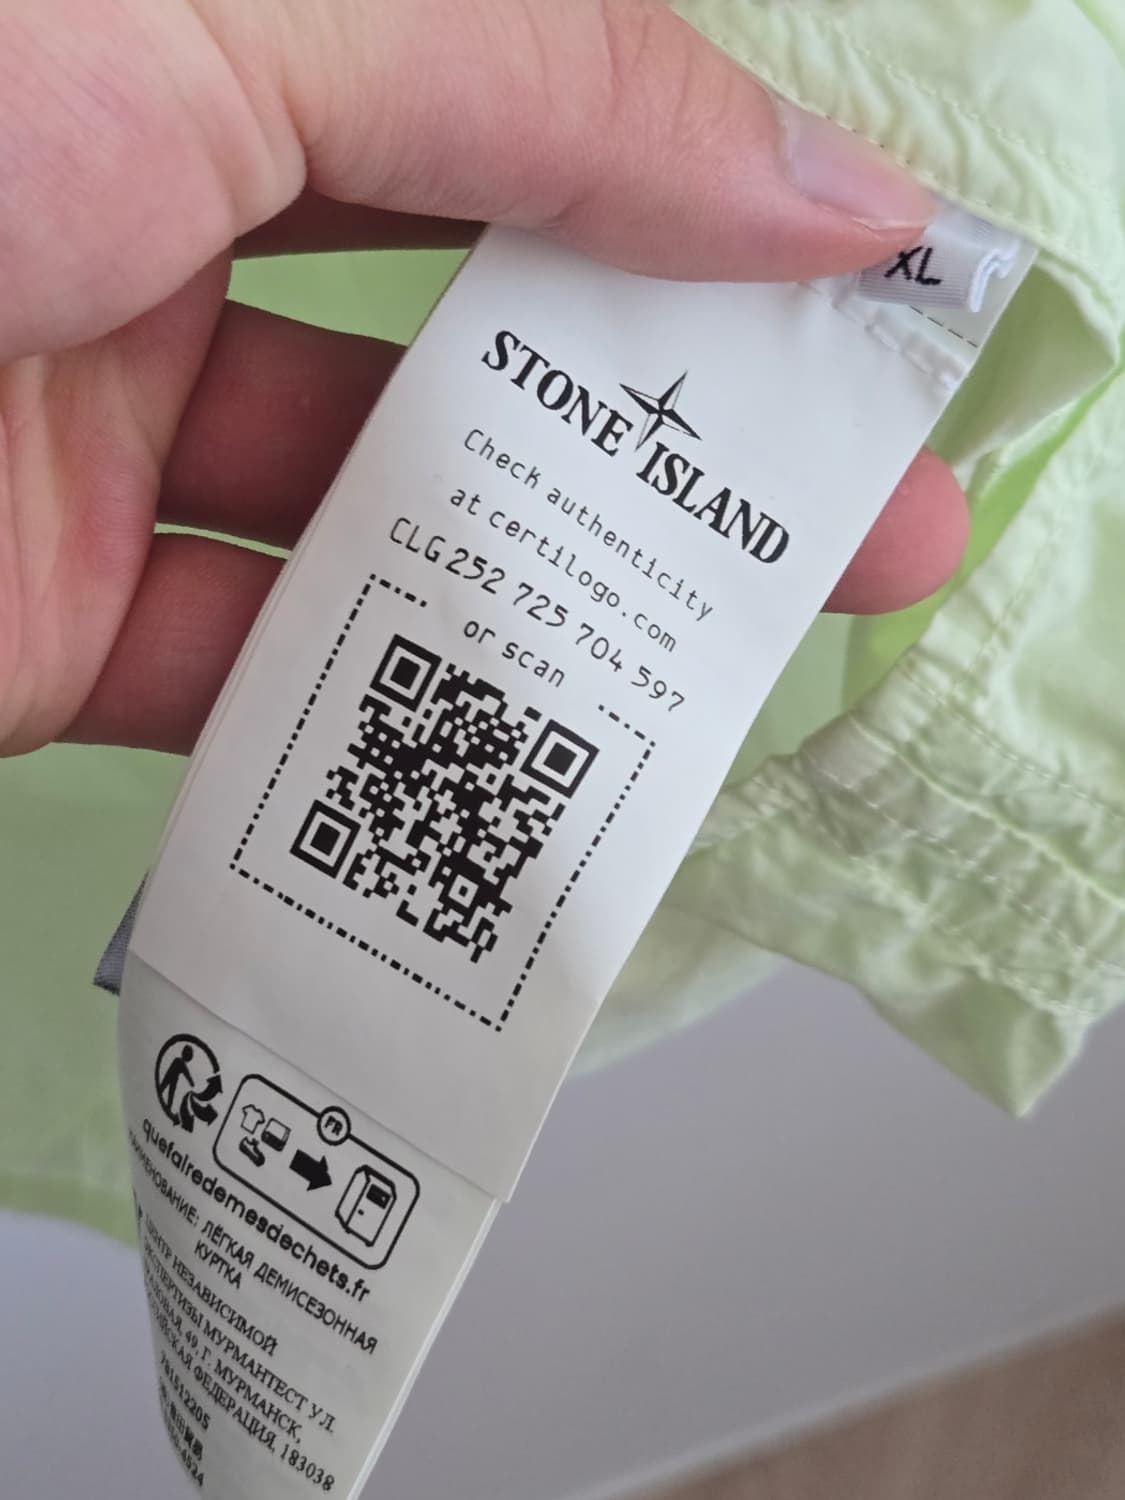 XL
STONE ISLAND
Check authenticity
at certilogo.com
CLG 252 725 704 597
or scan
FR
quefairedemesdechets.fr
НАИМЕНОВАНИЕ: ЛЁГКАЯ ДЕМИСЕЗОННАЯ
КУРТКА
ЦЕНТР НЕЗАВИСИМОЙ
ЭКСПЕРТИЗЫ МУРМАНТЕСТ УЛ.
49, Г. МУРМАНСК,
ФЕДЕРАЦИЯ, 183038